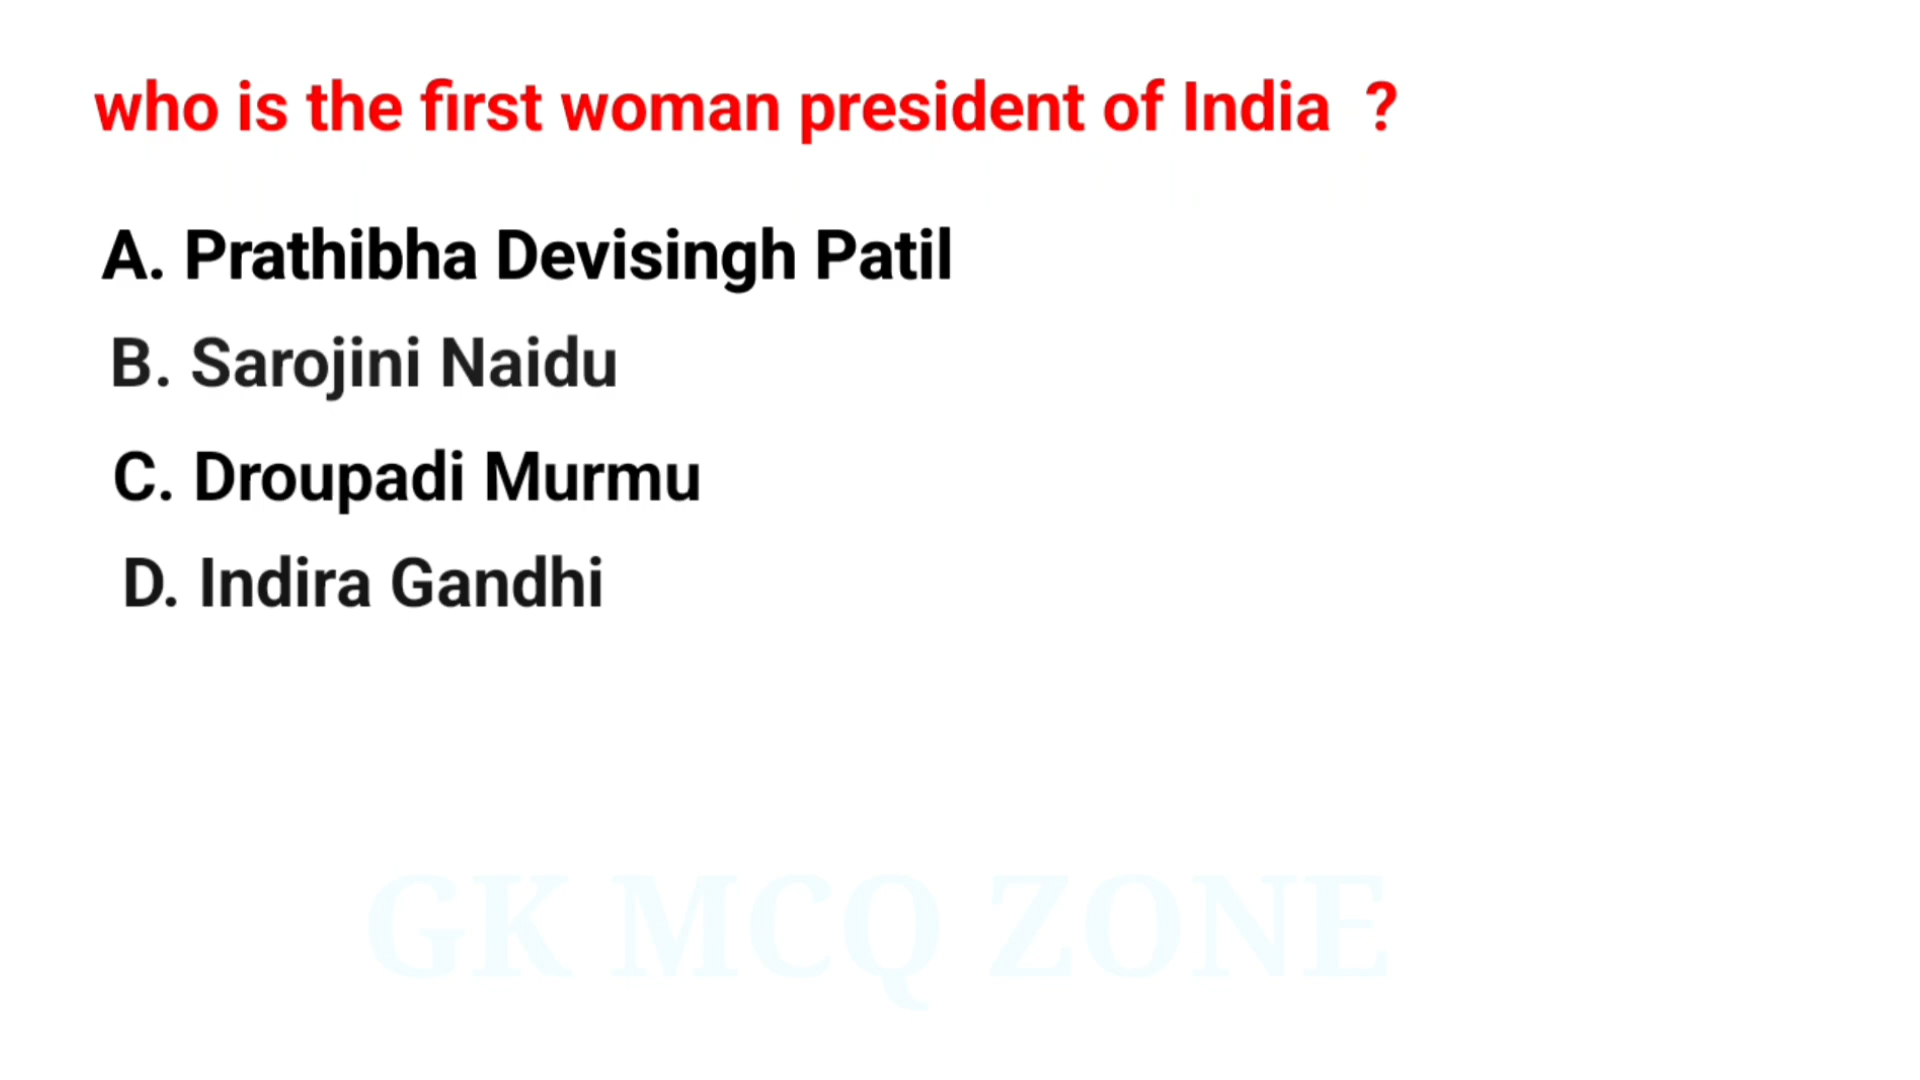 who is the first woman president of India ?
A. Prathibha Devisingh Patil
B. Sarojini Naidu
C. Droupadi Murmu
D. Indira Gandhi
GK MCQ ZONE